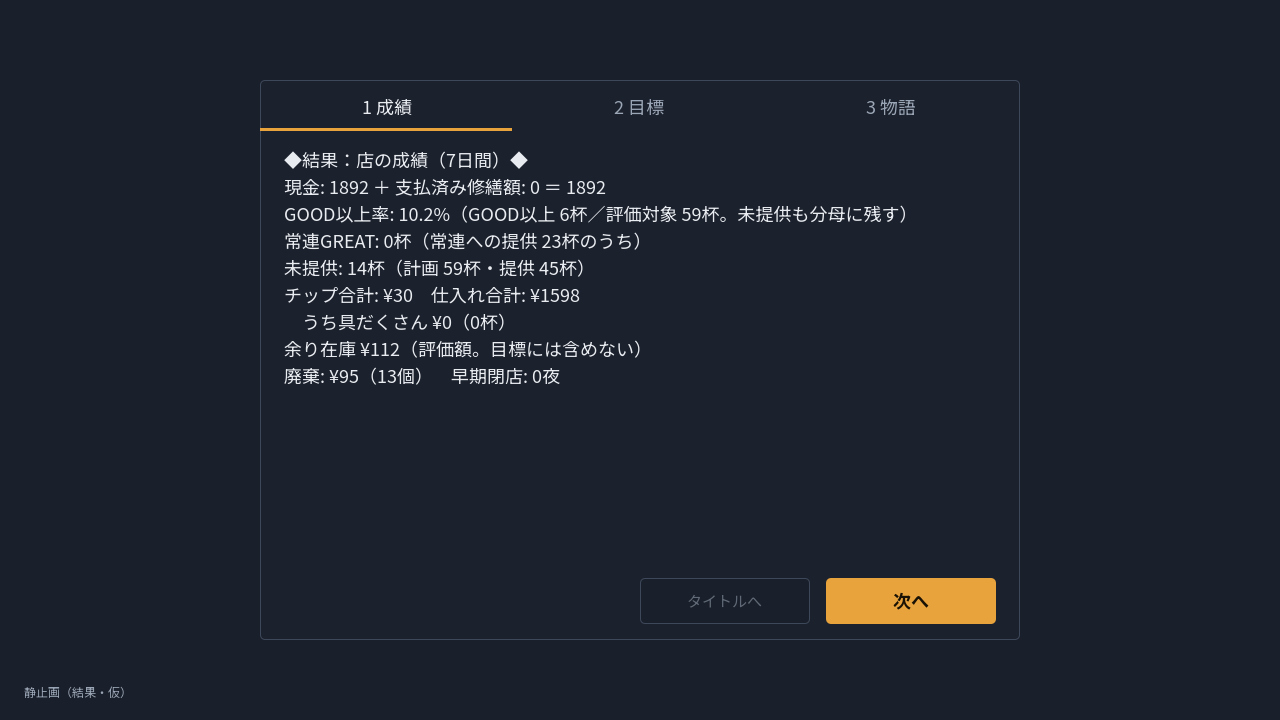 1 成績
2 目標
3 物語
◆結果：店の成績（7日間）◆
現金: 1892 ＋ 支払済み修繕額: 0 ＝ 1892
GOOD以上率: 10.2%（GOOD以上 6杯／評価対象 59杯。未提供も分母に残す）
常連GREAT: 0杯（常連への提供 23杯のうち）
未提供: 14杯（計画 59杯・提供 45杯）
チップ合計: ¥30　仕入れ合計: ¥1598
　うち具だくさん ¥0（0杯）
余り在庫 ¥112（評価額。目標には含めない）
廃棄: ¥95（13個）　早期閉店: 0夜
タイトルへ
次へ
静止画（結果・仮）